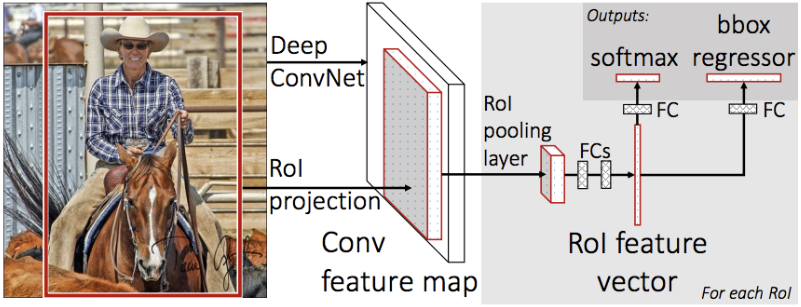 Deep
ConvNet
RoI
projection
Conv
feature map
RoI
pooling
layer
FCs
RoI feature
vector
Outputs:
softmax
bbox
regressor
FC
FC
For each RoI